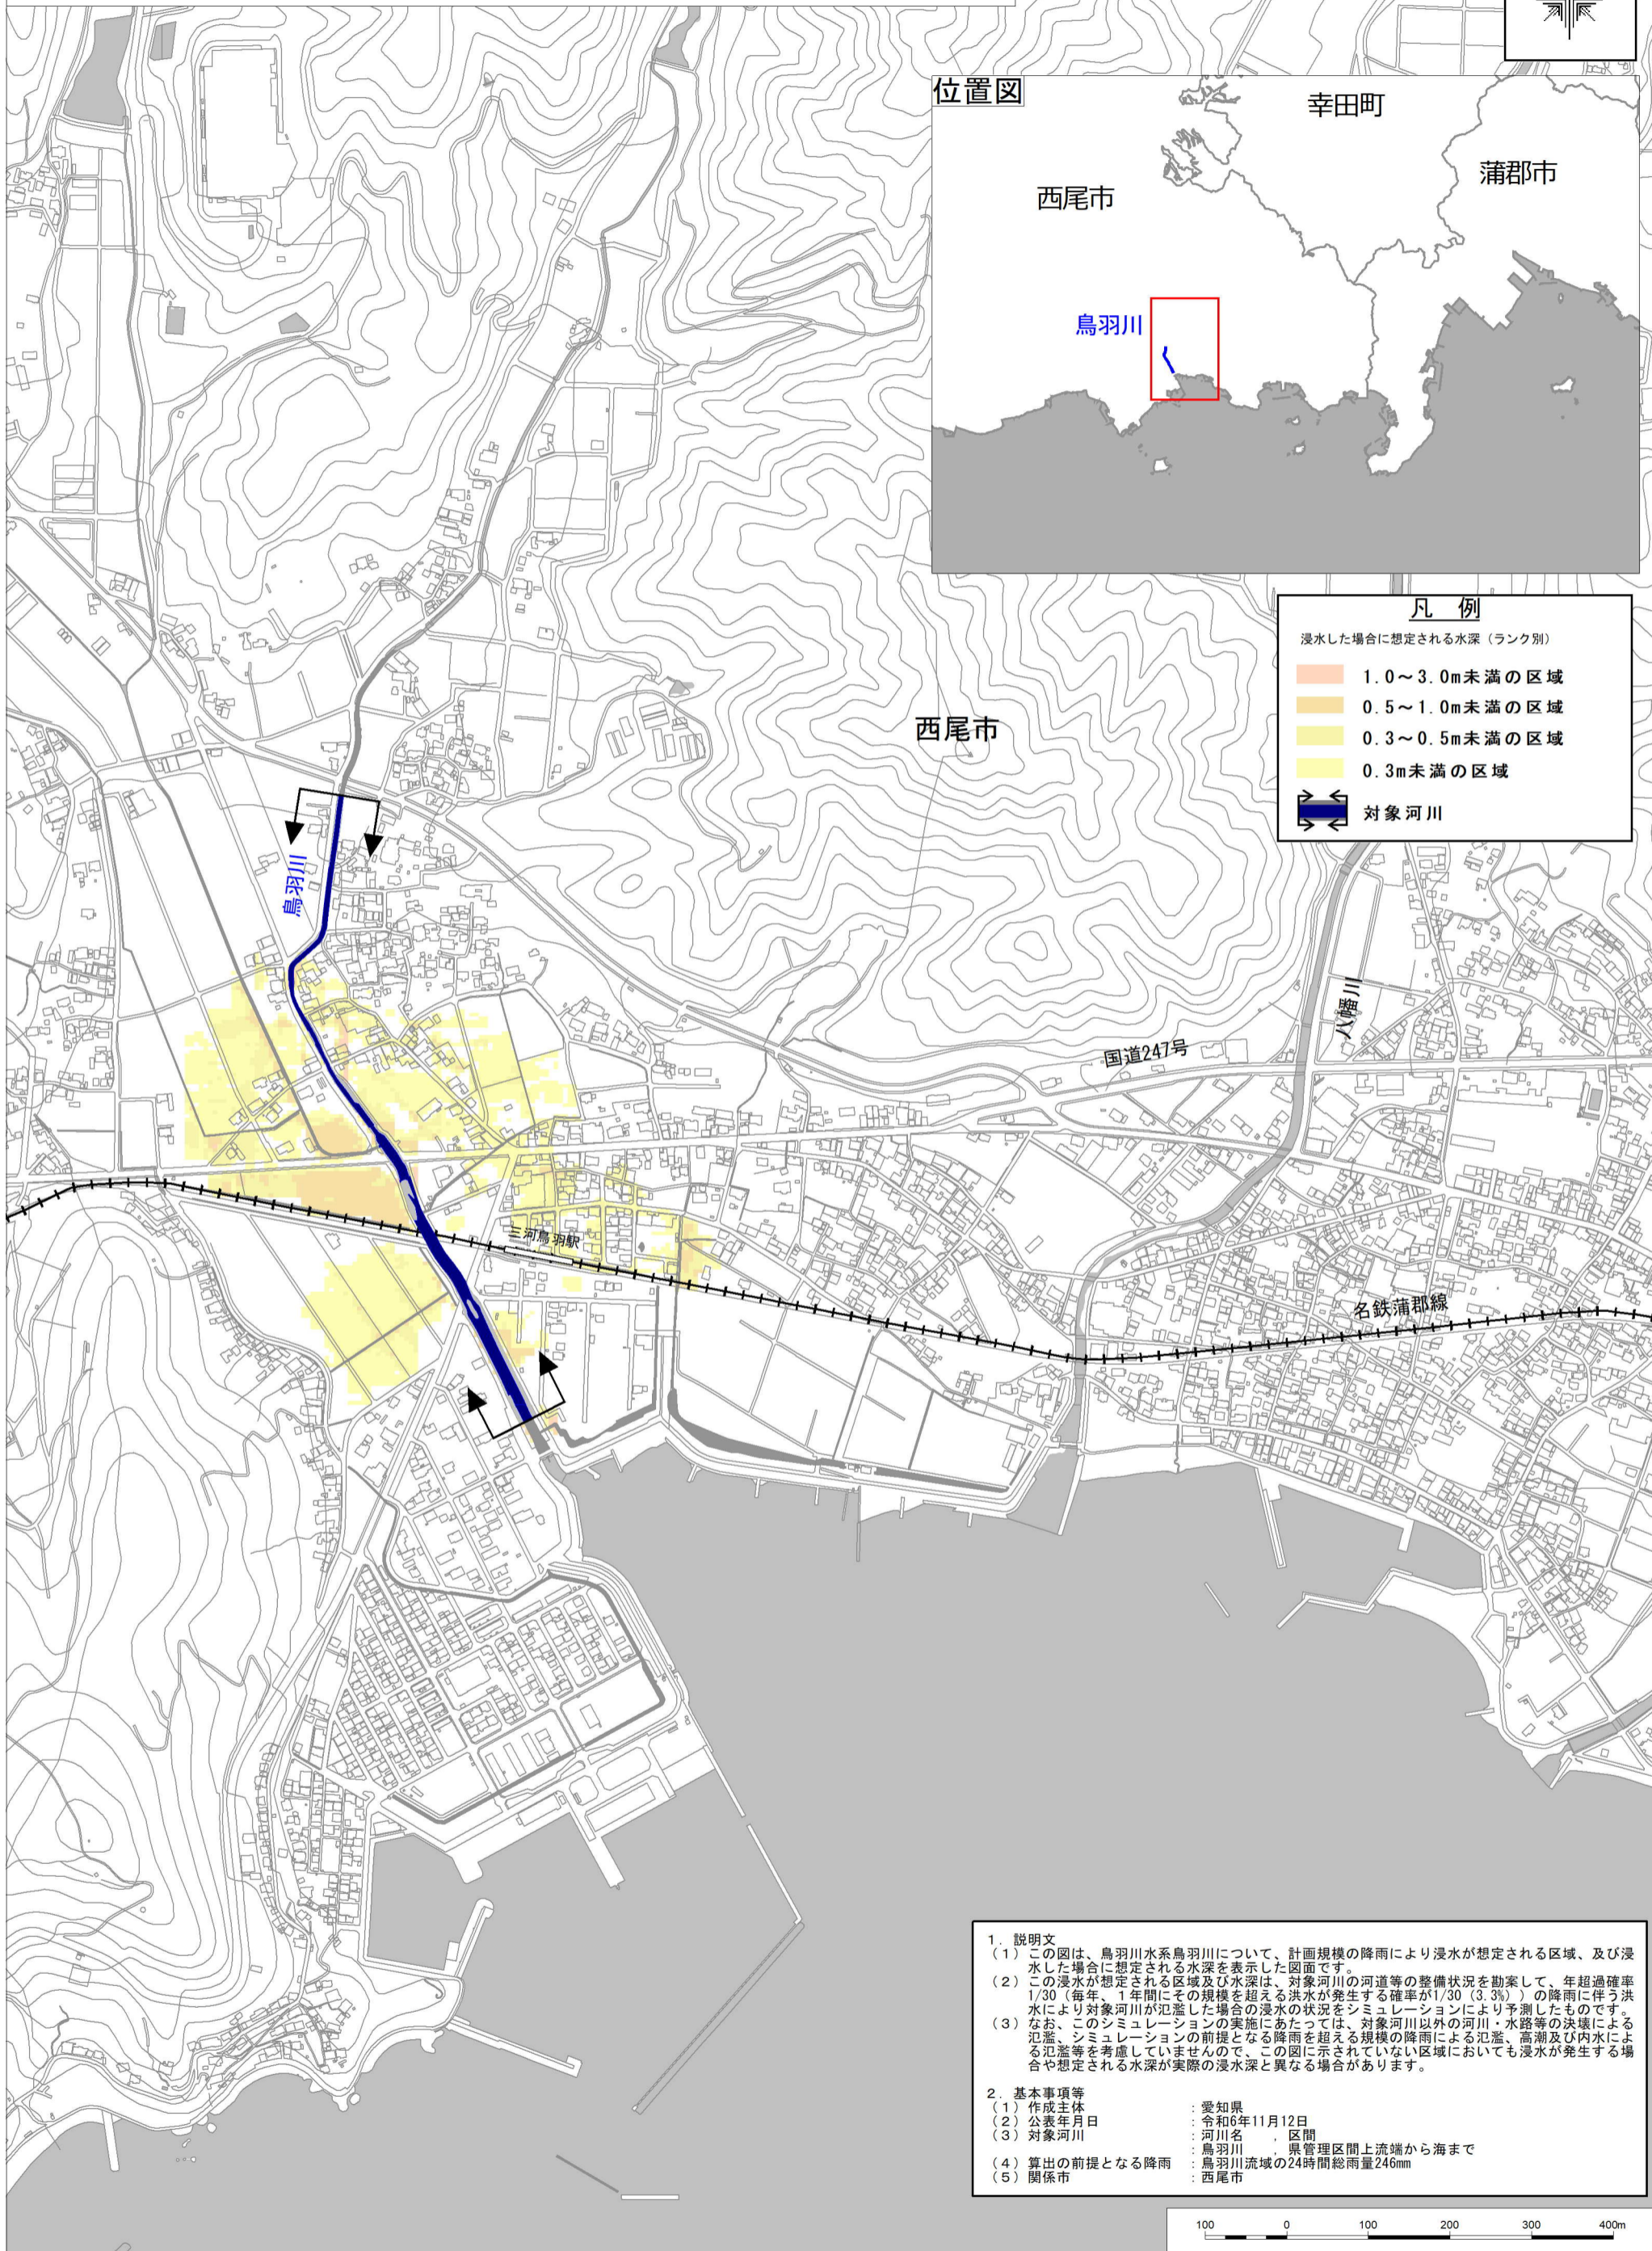 位置図
幸田町
蒲郡市
西尾市
鳥羽川
凡 例
浸水した場合に想定される水深（ランク別）
1.0～3.0m未満の区域
0.5～1.0m未満の区域
0.3～0.5m未満の区域
0.3m未満の区域
対象河川
西尾市
鳥羽川
八幡川
国道247号
三河鳥羽駅
名鉄蒲郡線
1．説明文
（1）この図は、鳥羽川水系鳥羽川について、計画規模の降雨により浸水が想定される区域、及び浸
水した場合に想定される水深を表示した図面です。
（2）この浸水が想定される区域及び水深は、対象河川の河道等の整備状況を勘案して、年超過確率
1/30（毎年、１年間にその規模を超える洪水が発生する確率が1/30（3.3%））の降雨に伴う洪
水により対象河川が氾濫した場合の浸水の状況をシミュレーションにより予測したものです。
（3）なお、このシミュレーションの実施にあたっては、対象河川以外の河川・水路等の決壊による
氾濫、シミュレーションの前提となる降雨を超える規模の降雨による氾濫、高潮及び内水によ
る氾濫等を考慮していませんので、この図に示されていない区域においても浸水が発生する場
合や想定される水深が実際の浸水深と異なる場合があります。
2．基本事項等
（1）作成主体 ：愛知県
（2）公表年月日 ：令和6年11月12日
（3）対象河川 ：河川名 ，区間
：鳥羽川 ，県管理区間上流端から海まで
（4）算出の前提となる降雨 ：鳥羽川流域の24時間総雨量246mm
（5）関係市 ：西尾市
100 0 100 200 300 400m